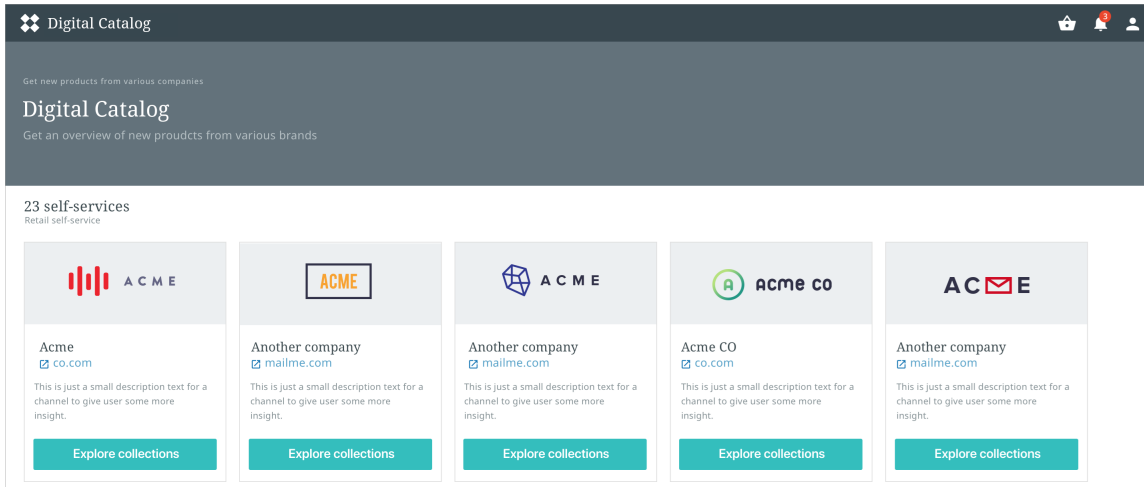 Digital Catalog
3
Get new products from various companies
Digital Catalog
Get an overview of new proudcts from various brands
23 self-services
Retail self-service
ACME
Acme
co.com
This is just a small description text for a
channel to give user some more
insight.
Explore collections
ACME
Another company
mailme.com
This is just a small description text for a
channel to give user some more
insight.
Explore collections
ACME
Another company
mailme.com
This is just a small description text for a
channel to give user some more
insight.
Explore collections
A acme co
Acme CO
co.com
This is just a small description text for a
channel to give user some more
insight.
Explore collections
ACME
Another company
mailme.com
This is just a small description text for a
channel to give user some more
insight.
Explore collections